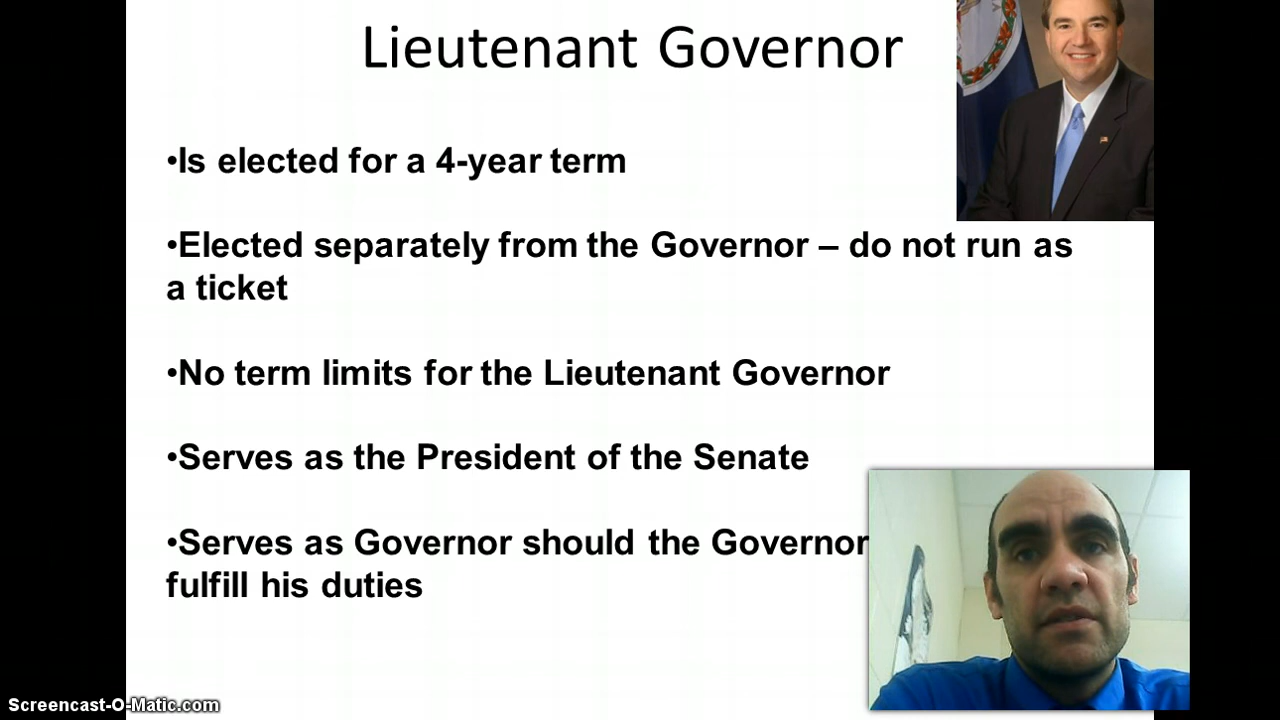 Lieutenant Governor
•Is elected for a 4-year term
•Elected separately from the Governor – do not run as
a ticket
•No term limits for the Lieutenant Governor
•Serves as the President of the Senate
•Serves as Governor should the Governor
fulfill his duties
Screencast-O-Matic.com